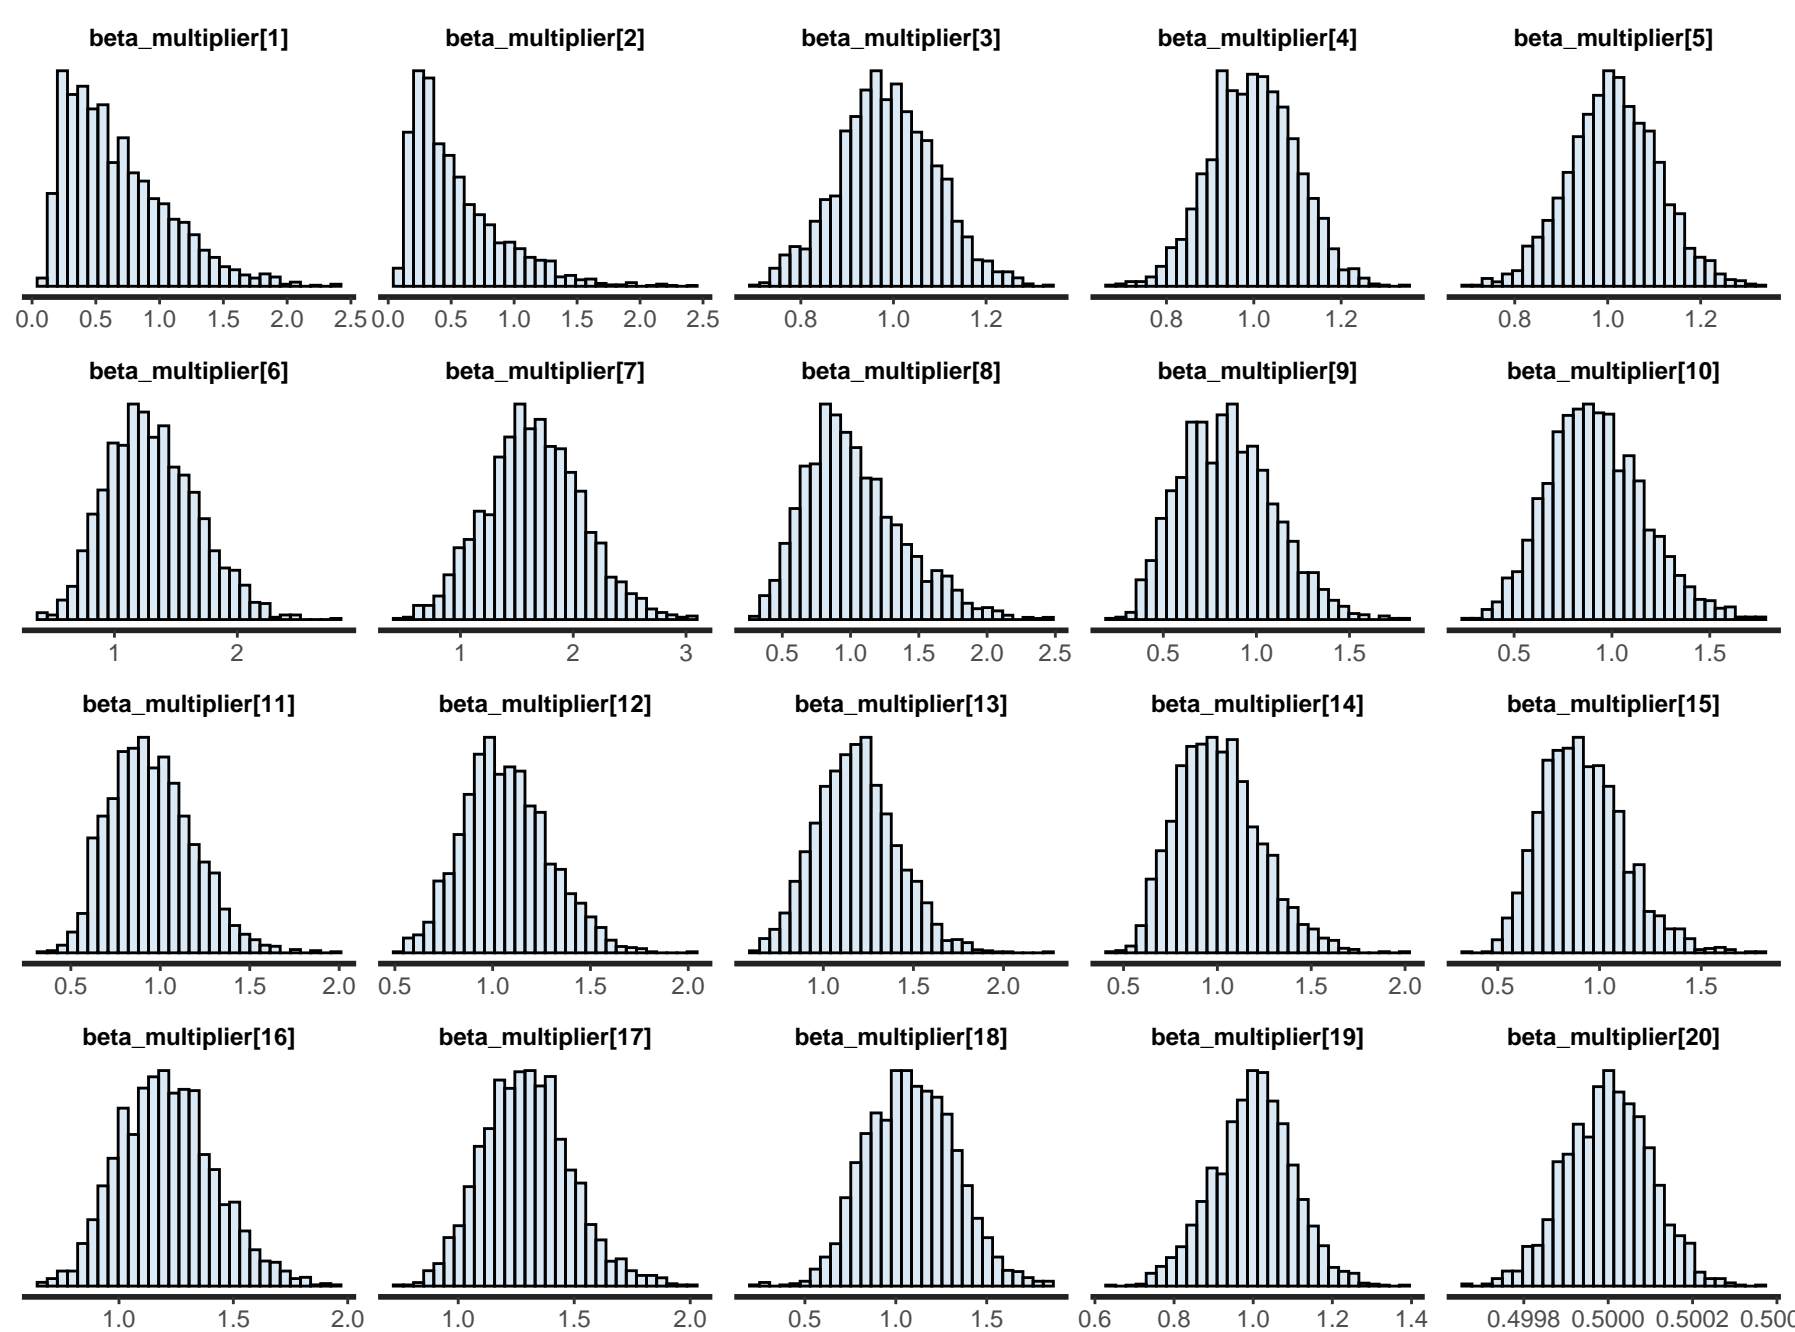 beta_multiplier[1] beta_multiplier[2] beta_multiplier[3] beta_multiplier[4] beta_multiplier[5]
0.0 0.5 1.0 1.5 2.0 2.5 0.0 0.5 1.0 1.5 2.0 2.5 0.8 1.0 1.2 0.8 1.0 1.2 0.8 1.0 1.2
beta_multiplier[6] beta_multiplier[7] beta_multiplier[8] beta_multiplier[9] beta_multiplier[10]
1 2 1 2 3 0.5 1.0 1.5 2.0 2.5 0.5 1.0 1.5 0.5 1.0 1.5
beta_multiplier[11] beta_multiplier[12] beta_multiplier[13] beta_multiplier[14] beta_multiplier[15]
0.5 1.0 1.5 2.0 0.5 1.0 1.5 2.0 1.0 1.5 2.0 0.5 1.0 1.5 2.0 0.5 1.0 1.5
beta_multiplier[16] beta_multiplier[17] beta_multiplier[18] beta_multiplier[19] beta_multiplier[20]
1.0 1.5 2.0 1.0 1.5 2.0 0.5 1.0 1.5 0.6 0.8 1.0 1.2 1.4 0.4998 0.5000 0.5002